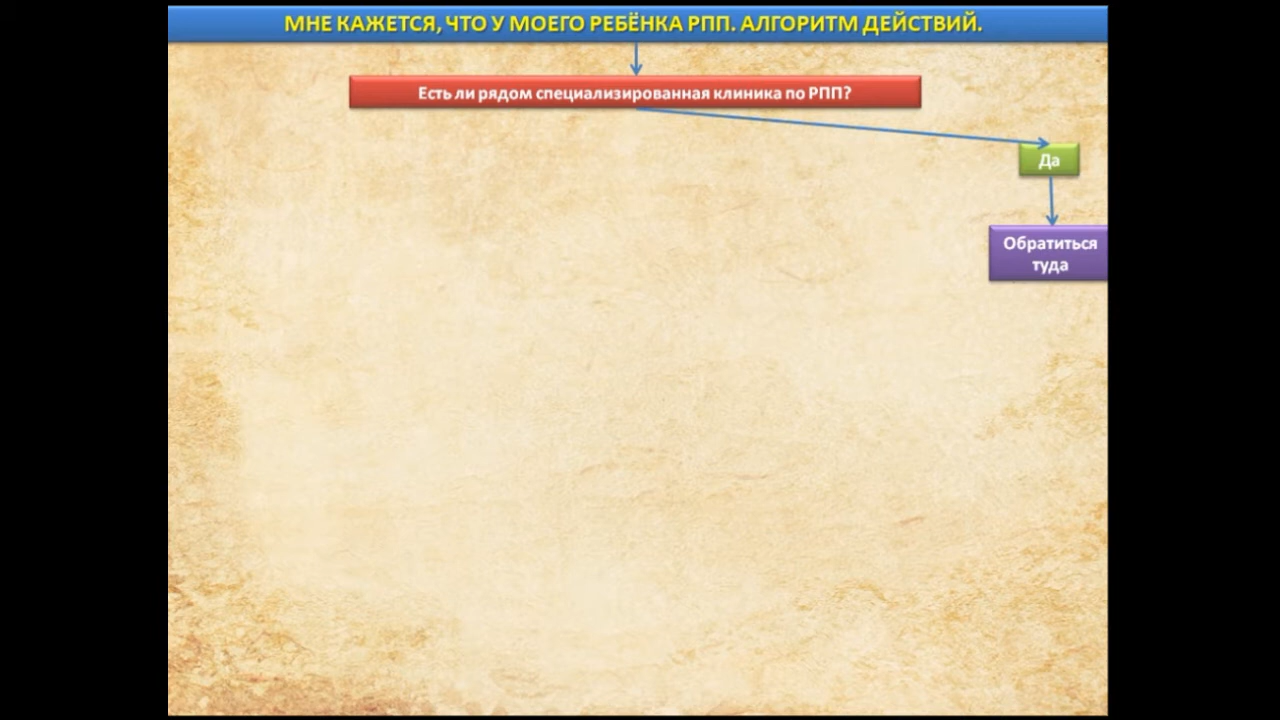 МНЕ КАЖЕТСЯ, ЧТО У МОЕГО РЕБЁНКА РПП. АЛГОРИТМ ДЕЙСТВИЙ.
Есть ли рядом специализированная клиника по РПП?
Да
Обратиться
туда